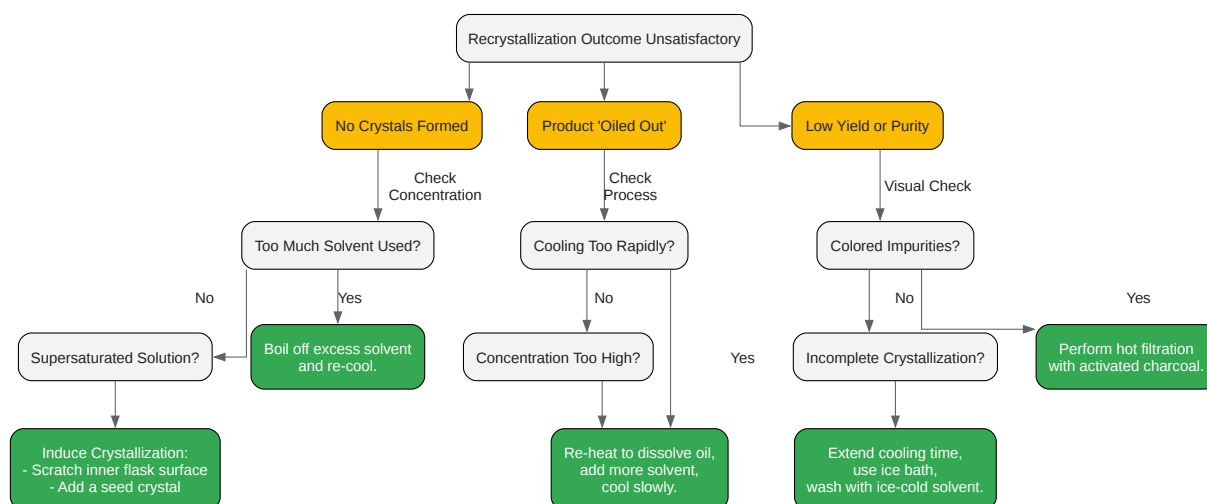 Recrystallization Outcome Unsatisfactory
No Crystals Formed
Product 'Oiled Out'
Low Yield or Purity
Check
Concentration
Check
Process
Visual Check
Too Much Solvent Used?
Cooling Too Rapidly?
Colored Impurities?
No
Yes
No
No
Yes
Supersaturated Solution?
Boil off excess solvent
and re-cool.
Concentration Too High?
Yes
Incomplete Crystallization?
Perform hot filtration
with activated charcoal.
Induce Crystallization:
- Scratch inner flask surface
- Add a seed crystal
Re-heat to dissolve oil,
add more solvent,
cool slowly.
Extend cooling time,
use ice bath,
wash with ice-cold solvent.